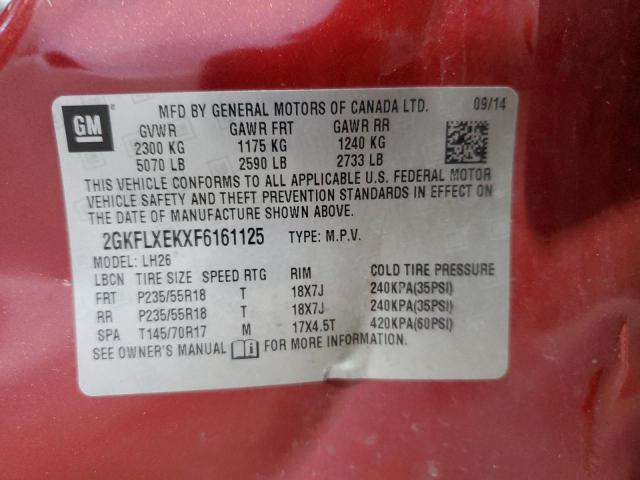 GM ® MFD BY GENERAL MOTORS OF CANADA LTD. 09/14
GVWR GAWR FRT GAWR RR
2300 KG 1175 KG 1240 KG
5070 LB 2590 LB 2733 LB
THIS VEHICLE CONFORMS TO ALL APPLICABLE U.S. FEDERAL MOTOR
VEHICLE SAFETY AND THEFT PREVENTION STANDARDS IN EFFECT ON
THE DATE OF MANUFACTURE SHOWN ABOVE.
2GKFLXEKXF6161125 TYPE: M.P.V.
MODEL: LH26
LBCN TIRE SIZE SPEED RTG RIM COLD TIRE PRESSURE
FRT P235/55R18 T 18X7J 240KPA(35PSI)
RR P235/55R18 T 18X7J 240KPA(35PSI)
SPA T145/70R17 M 17X4.5T 420KPA(60PSI)
SEE OWNER'S MANUAL FOR MORE INFORMATION.